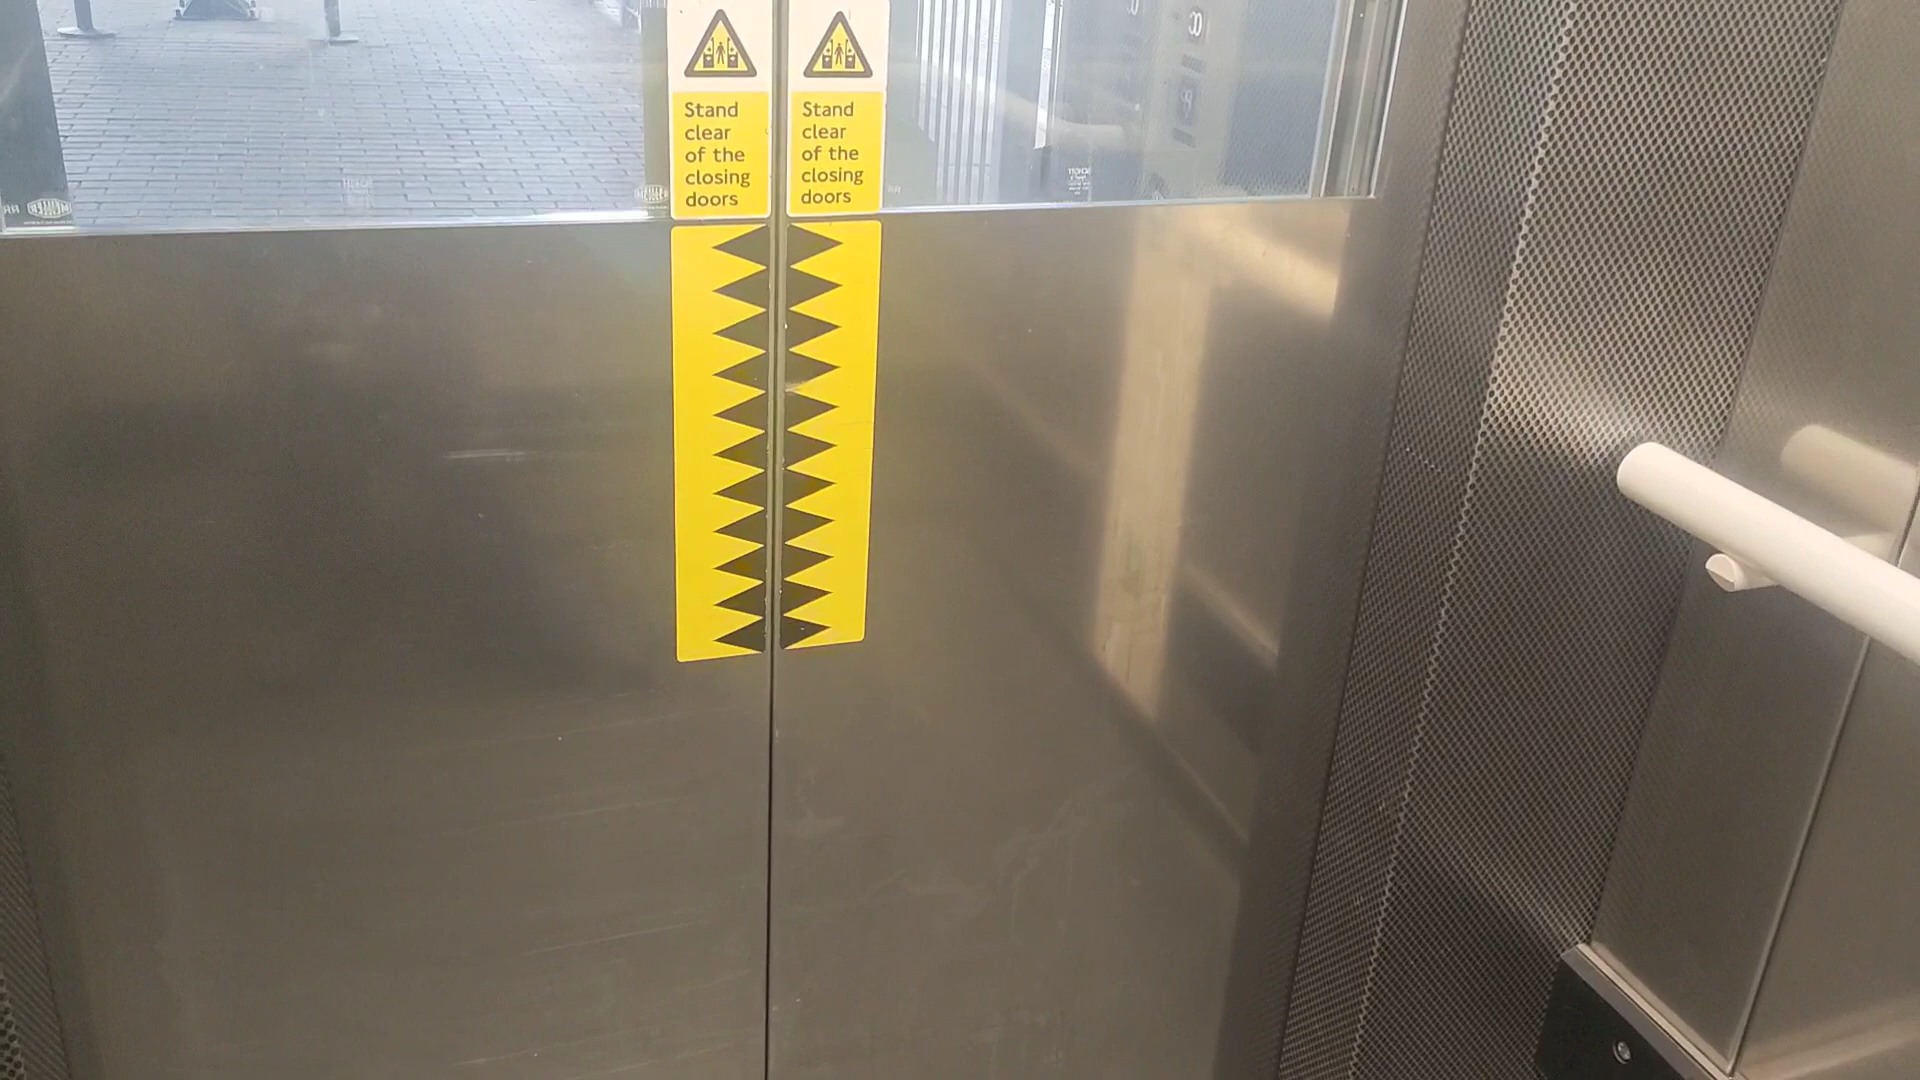 Stand
clear
of the
closing
doors
Stand
clear
of the
closing
doors